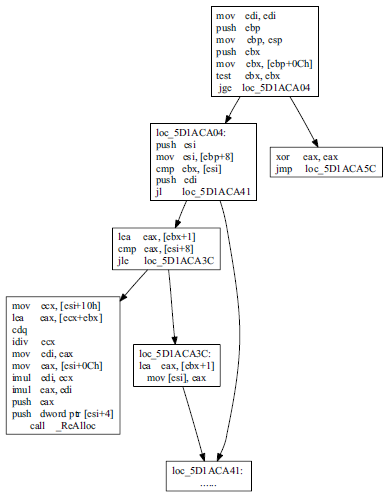 mov edi, edi
push ebp
mov ebp, esp
push ebx
mov ebx, [ebp+0Ch]
test ebx, ebx
jge loc_5D1ACA04
loc_5D1ACA04:
push esi
mov esi, [ebp+8]
cmp ebx, [esi]
push edi
jl loc_5D1ACA41
xor eax, eax
jmp loc_5D1ACA5C
lea eax, [ebx+1]
cmp eax, [esi+8]
jle loc_5D1ACA3C
mov ecx, [esi+10h]
lea eax, [ecx+ebx]
cdq
idiv ecx
mov edi, eax
mov eax, [esi+0Ch]
imul edi, ecx
imul eax, edi
push eax
push dword ptr [esi+4]
call _ReAlloc
loc_5D1ACA3C:
lea eax, [ebx+1]
mov [esi], eax
loc_5D1ACA41:
......